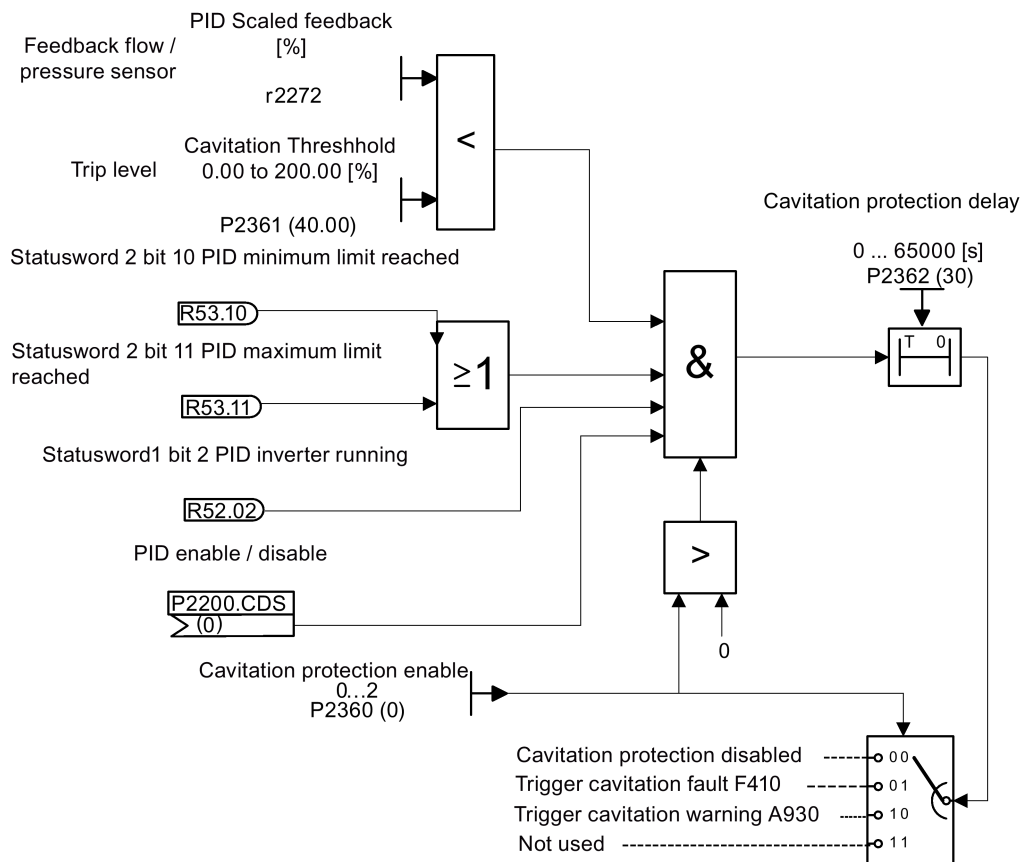 PID Scaled feedback
[%]
Feedback flow /
pressure sensor
r2272
<
Cavitation Threshhold
0.00 to 200.00 [%]
Trip level
P2361 (40.00)
Cavitation protection delay
0 ... 65000 [s]
P2362 (30)
T 0
Statusword 2 bit 10 PID minimum limit reached
R53.10
Statusword 2 bit 11 PID maximum limit
reached
≥1
&
R53.11
Statusword1 bit 2 PID inverter running
R52.02
PID enable / disable
>
P2200.CDS
(0)
0
Cavitation protection enable
0...2
P2360 (0)
Cavitation protection disabled
00
Trigger cavitation fault F410
01
Trigger cavitation warning A930
10
Not used
11